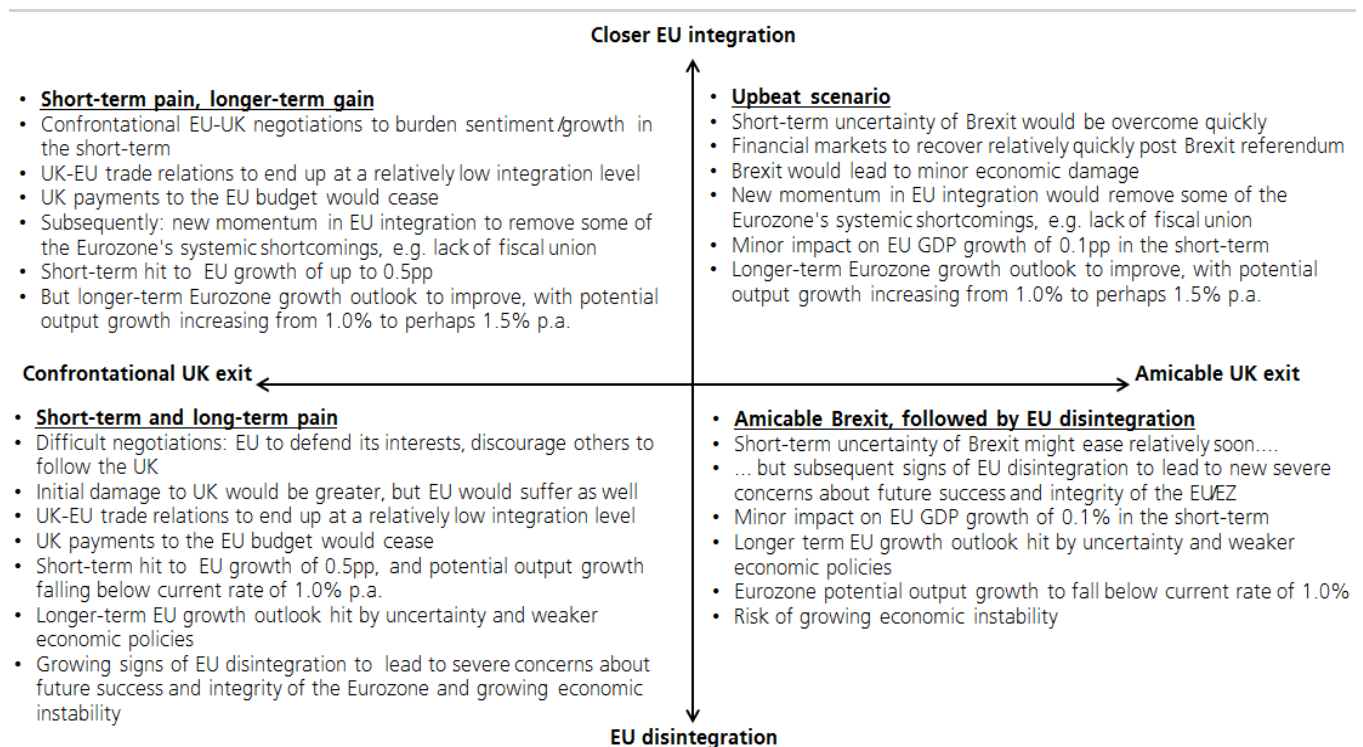 Closer EU integration
• Short-term pain, longer-term gain
• Confrontational EU-UK negotiations to burden sentiment/growth in
the short-term
• UK-EU trade relations to end up at a relatively low integration level
• UK payments to the EU budget would cease
• Subsequently: new momentum in EU integration to remove some of
the Eurozone's systemic shortcomings, e.g. lack of fiscal union
• Short-term hit to EU growth of up to 0.5pp
• But longer-term Eurozone growth outlook to improve, with potential
output growth increasing from 1.0% to perhaps 1.5% p.a.
• Upbeat scenario
• Short-term uncertainty of Brexit would be overcome quickly
• Financial markets to recover relatively quickly post Brexit referendum
• Brexit would lead to minor economic damage
• New momentum in EU integration would remove some of the
Eurozone's systemic shortcomings, e.g. lack of fiscal union
• Minor impact on EU GDP growth of 0.1pp in the short-term
• Longer-term Eurozone growth outlook to improve, with potential
output growth increasing from 1.0% to perhaps 1.5% p.a.
Confrontational UK exit
Amicable UK exit
• Short-term and long-term pain
• Difficult negotiations: EU to defend its interests, discourage others to
follow the UK
• Initial damage to UK would be greater, but EU would suffer as well
• UK-EU trade relations to end up at a relatively low integration level
• UK payments to the EU budget would cease
• Short-term hit to EU growth of 0.5pp, and potential output growth
falling below current rate of 1.0% p.a.
• Longer-term EU growth outlook hit by uncertainty and weaker
economic policies
• Growing signs of EU disintegration to lead to severe concerns about
future success and integrity of the Eurozone and growing economic
instability
• Amicable Brexit, followed by EU disintegration
• Short-term uncertainty of Brexit might ease relatively soon....
• ... but subsequent signs of EU disintegration to lead to new severe
concerns about future success and integrity of the EU/EZ
• Minor impact on EU GDP growth of 0.1% in the short-term
• Longer term EU growth outlook hit by uncertainty and weaker
economic policies
• Eurozone potential output growth to fall below current rate of 1.0%
• Risk of growing economic instability
EU disintegration